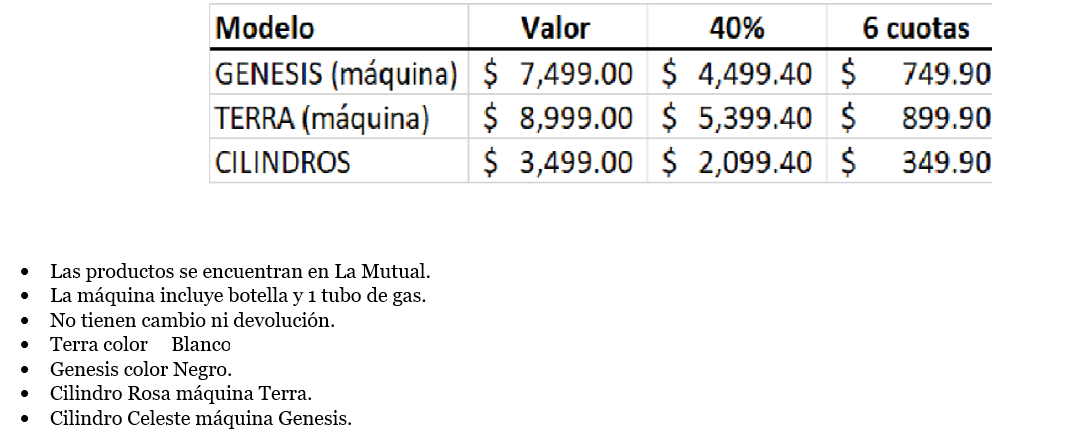 Modelo Valor 40% 6 cuotas
GENESIS (máquina) $ 7,499.00 $ 4,499.40 $ 749.90
TERRA (máquina) $ 8,999.00 $ 5,399.40 $ 899.90
CILINDROS $ 3,499.00 $ 2,099.40 $ 349.90
• Las productos se encuentran en La Mutual.
• La máquina incluye botella y 1 tubo de gas.
• No tienen cambio ni devolución.
• Terra color Blanco
• Genesis color Negro.
• Cilindro Rosa máquina Terra.
• Cilindro Celeste máquina Genesis.